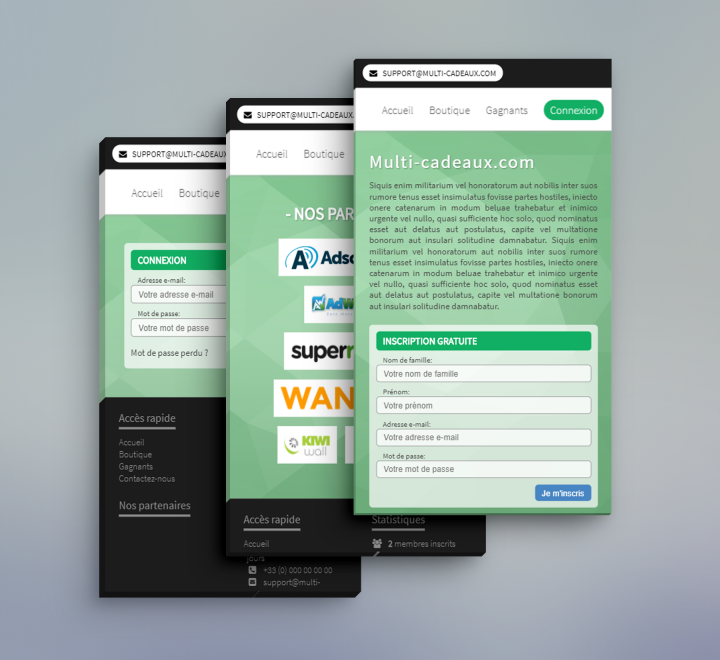 SUPPORT@MULTI-CADEAUX
Accueil Boutique
CONNEXION
Adresse e-mail:
Votre adresse e-mail
Mot de passe:
Votre mot de passe
Mot de passe perdu ?
Accès rapide
Accueil
Boutique
Gagnants
Contactez-nous
Nos partenaires
jours
+33 (0) 000 00 00 00
support@multi-
SUPPORT@MULTI-CADEAUX.
Accueil Boutique
- NOS PAR
Adsc
AdW
super
WAN
KIWI
wall
Accès rapide
Accueil
Statistiques
2 membres inscrits
SUPPORT@MULTI-CADEAUX.COM
Accueil Boutique Gagnants Connexion
Multi-cadeaux.com
Siquis enim militarium vel honoratorum aut nobilis inter suos
rumore tenus esset insimulatus fovisse partes hostiles, iniecto
onere catenarum in modum beluae trahebatur et inimico
urgente vel nullo, quasi sufficiente hoc solo, quod nominatus
esset aut delatus aut postulatus, capite vel multatione
bonorum aut insulari solitudine damnabatur. Siquis enim
militarium vel honoratorum aut nobilis inter suos rumore
tenus esset insimulatus fovisse partes hostiles, iniecto onere
catenarum in modum beluae trahebatur et inimico urgente
vel nullo, quasi sufficiente hoc solo, quod nominatus esset
aut delatus aut postulatus, capite vel multatione bonorum
aut insulari solitudine damnabatur.
INSCRIPTION GRATUITE
Nom de famille:
Votre nom de famille
Prénom:
Votre prénom
Adresse e-mail:
Votre adresse e-mail
Mot de passe:
Votre mot de passe
Je m'inscris